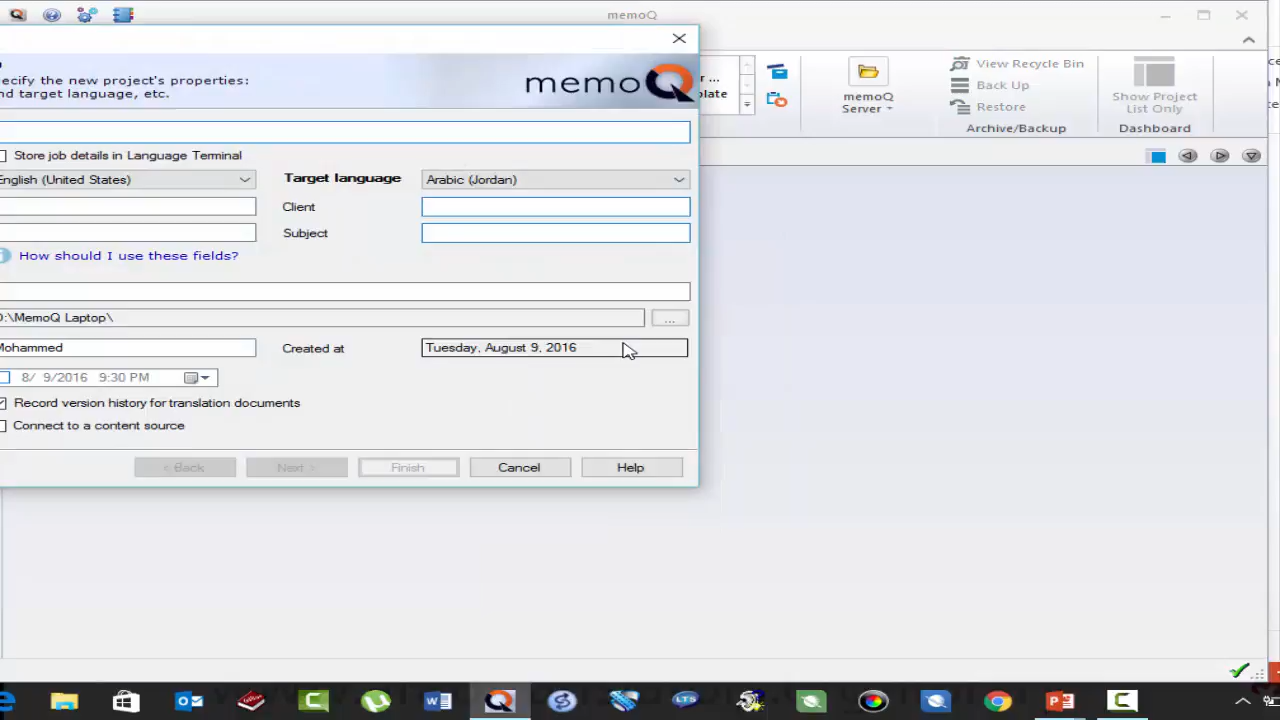 memoQ
ecify the new project's properties:
nd target language, etc.
memoQ
r ...
plate
memoQ
Server
View Recycle Bin
Back Up
Restore
Archive/Backup
Show Project
List Only
Dashboard
Store job details in Language Terminal
English (United States)
Target language
Arabic (Jordan)
Client
Subject
How should I use these fields?
D:\MemoQ Laptop\
...
Mohammed
Created at
Tuesday, August 9, 2016
8/ 9/2016 9:30 PM
Record version history for translation documents
Connect to a content source
< Back
Next >
Finish
Cancel
Help
LTS